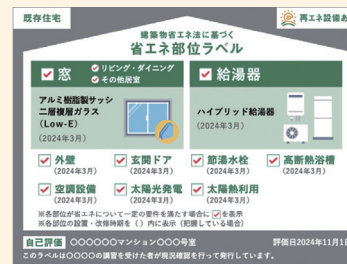 既存住宅
再エネ設備あ
建築物省エネ法に基づく
省エネ部位ラベル
窓
リビング・ダイニング
その他居室
給湯器
アルミ樹脂製サッシ
二層複層ガラス
(Low-E)
(2024年3月)
ハイブリッド給湯器
(2024年3月)
外壁
(2024年3月)
玄関ドア
(2024年3月)
節湯水栓
(2024年3月)
高断熱浴槽
(2024年3月)
空調設備
(2024年3月)
太陽光発電
(2024年3月)
太陽熱利用
(2024年3月)
※各部位が省エネについて一定の要件を満たす場合に✓を表示
※各部位の設置・改修時期を ( ) 内に表示 (把握している場合)
自己評価 〇〇〇〇〇〇マンション〇〇〇号室
評価日2024年11月1日
このラベルは〇〇〇〇の講習を受けた者が現況確認を行って発行しています。